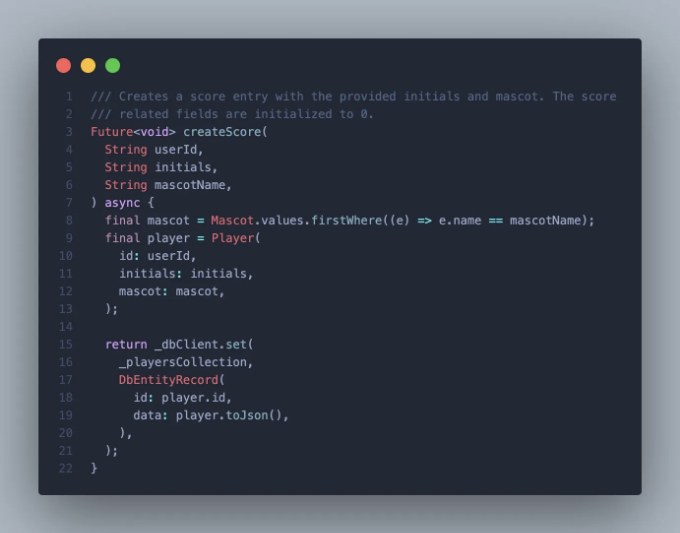 1 /// Creates a score entry with the provided initials and mascot. The score
2 /// related fields are initialized to 0.
3 Future<void> createScore(
4   String userId,
5   String initials,
6   String mascotName,
7 ) async {
8   final mascot = Mascot.values.firstWhere((e) => e.name == mascotName);
9   final player = Player(
10     id: userId,
11     initials: initials,
12     mascot: mascot,
13   );
14
15   return _dbClient.set(
16     _playersCollection,
17     DbEntityRecord(
18       id: player.id,
19       data: player.toJson(),
20     ),
21   );
22 }